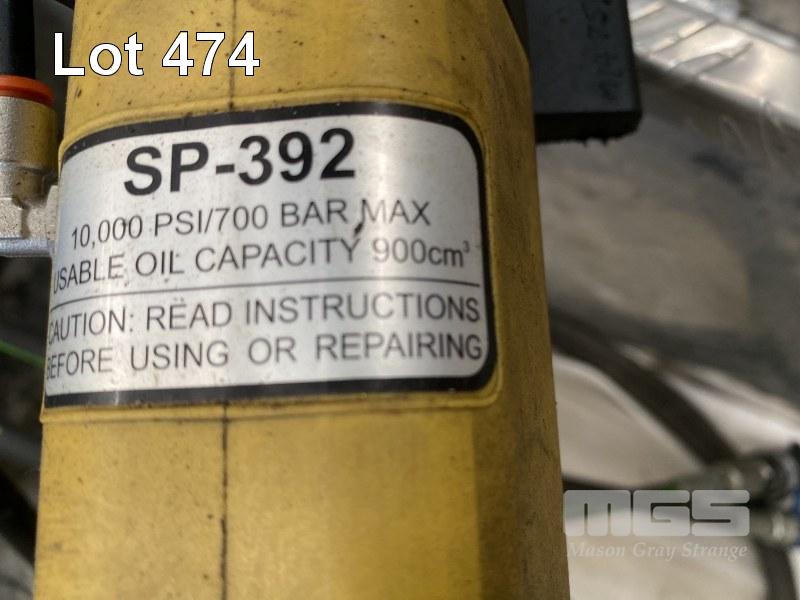 Lot 474
SP-392
10,000 PSI/700 BAR MAX
USABLE OIL CAPACITY 900cm³
CAUTION: READ INSTRUCTIONS
BEFORE USING OR REPAIRING
MGS
Mason Gray Strange